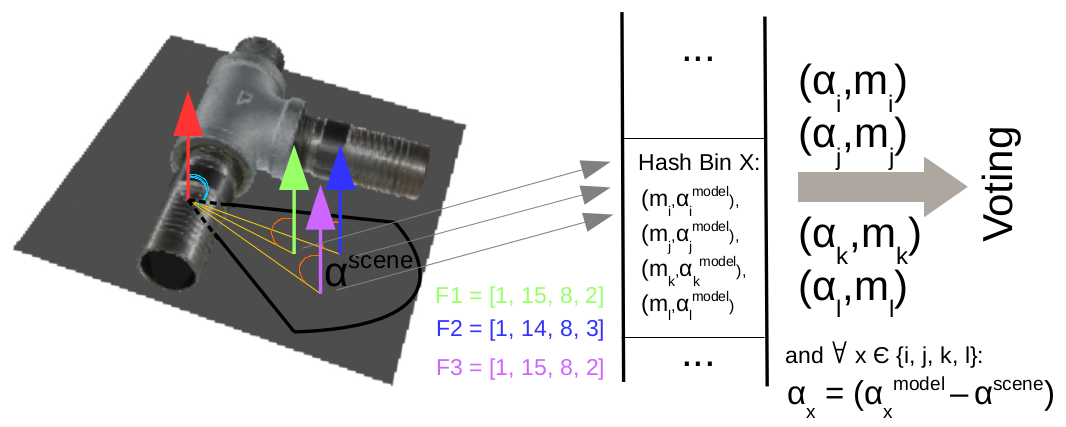 α^scene
F1 = [1, 15, 8, 2]
F2 = [1, 14, 8, 3]
F3 = [1, 15, 8, 2]
...
Hash Bin X:
(m_i,α_i^model),
(m_j,α_j^model),
(m_k,α_k^model),
(m_l,α_l^model)
...
(α_i,m_i)
(α_j,m_j)
(α_k,m_k)
(α_l,m_l)
Voting
and ∀ x Є {i, j, k, l}:
α_x = (α_x^model – α^scene)